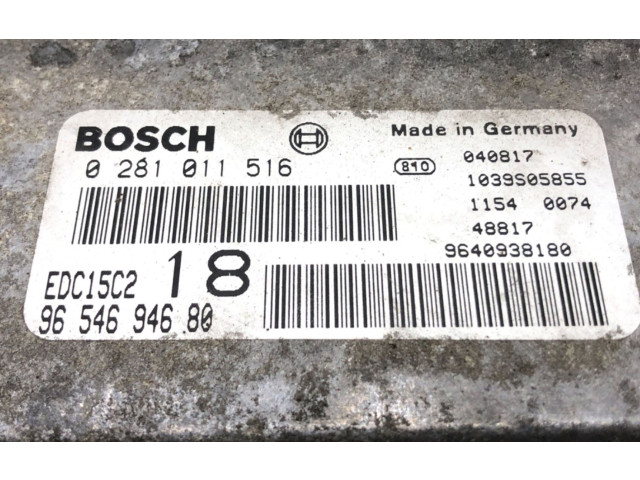 BOSCH
Made in Germany
0 281 011 516
810
040817
1039S05855
1154 0074
48817
9640938180
EDC15C2 18
96 546 946 80